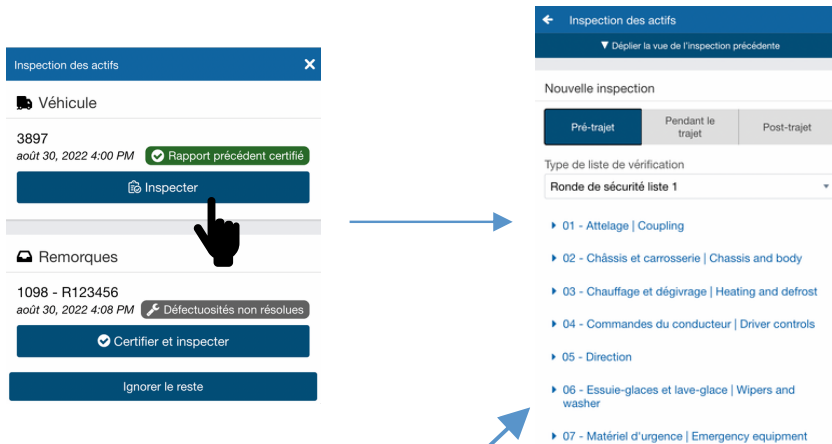 Inspection des actifs
Véhicule
3897
août 30, 2022 4:00 PM Rapport précédent certifié
Inspecter
Remorques
1098 - R123456
août 30, 2022 4:08 PM Défectuosités non résolues
Certifier et inspecter
Ignorer le reste
Inspection des actifs
Déplier la vue de l'inspection précédente
Nouvelle inspection
Pré-trajet
Pendant le
trajet
Post-trajet
Type de liste de vérification
Ronde de sécurité liste 1
01 - Attelage | Coupling
02 - Châssis et carrosserie | Chassis and body
03 - Chauffage et dégivrage | Heating and defrost
04 - Commandes du conducteur | Driver controls
05 - Direction
06 - Essuie-glaces et lave-glace | Wipers and
washer
07 - Matériel d'urgence | Emergency equipment